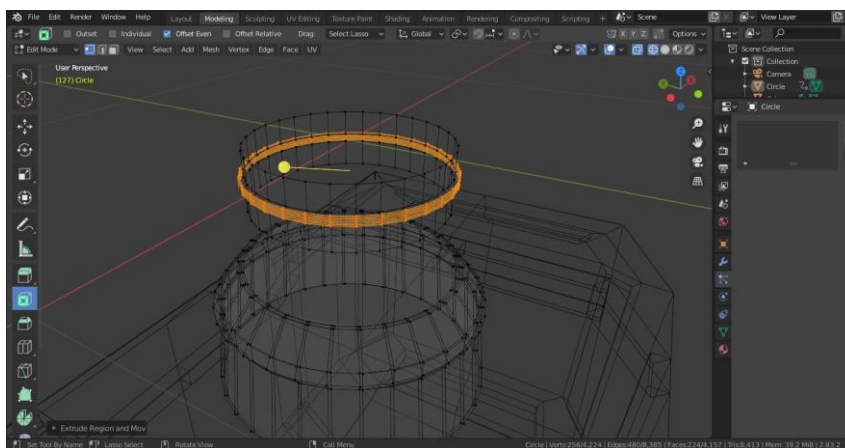 File Edit Render Window Help Layout Modeling Sculpting UV Editing Texture Paint Shading Animation Rendering Compositing Scripting + Scene View Layer
Outset Individual Offset Even Offset Relative Drag: Select Lasso Global X Y Z Options
Edit Mode View Select Add Mesh Vertex Edge Face UV
User Perspective
(127) Circle
Scene Collection
Collection
Camera
Circle
Circle
Extrude Region and Mov
Set Tool By Name Lasso Select Rotate View Call Menu Circle | Verts:256/4,224 | Edges:480/8,385 | Faces:224/4,157 | Tris:8,413 | Mem: 39.2 MiB | 2.83.2